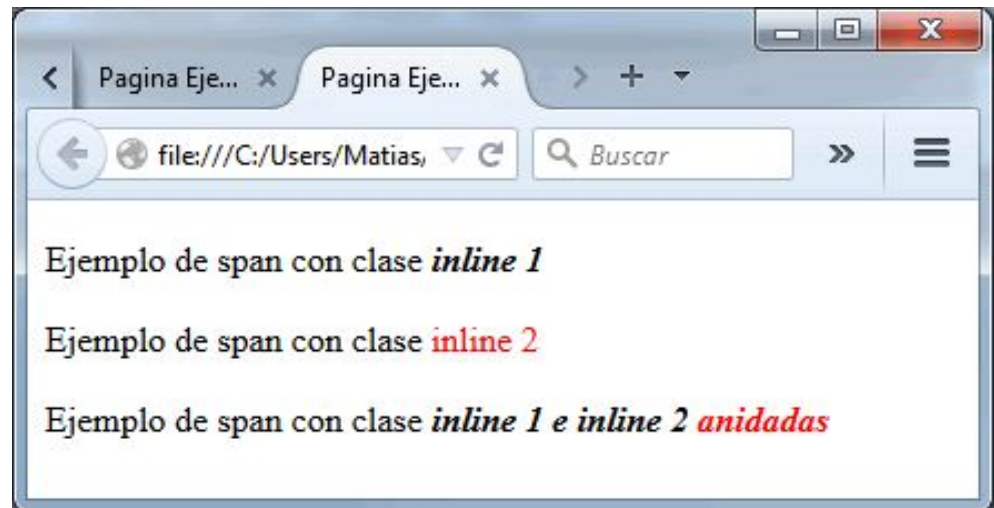 Pagina Eje... Pagina Eje...
file:///C:/Users/Matias, Buscar
Ejemplo de span con clase inline 1
Ejemplo de span con clase inline 2
Ejemplo de span con clase inline 1 e inline 2 anidadas